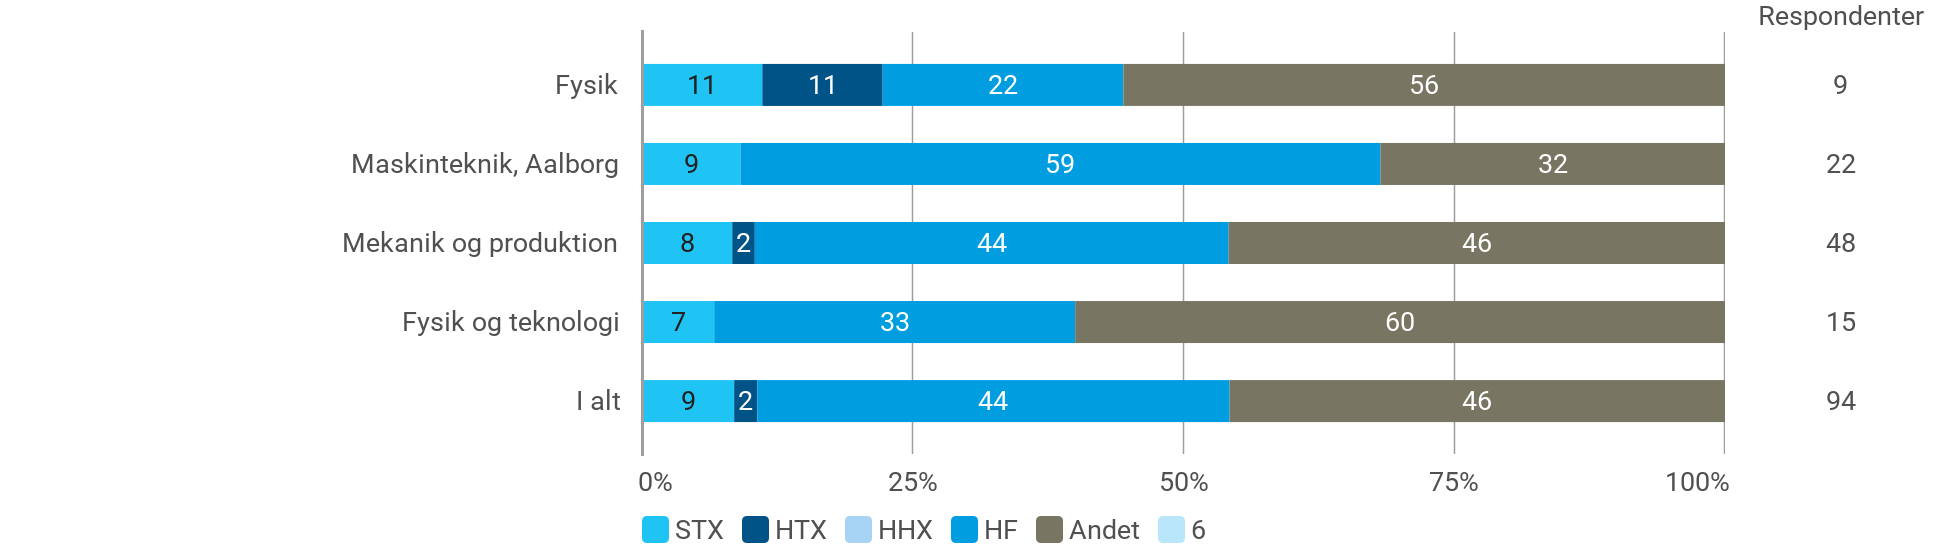 Respondenter
Fysik 11 11 22 56 9
Maskinteknik, Aalborg 9 59 32 22
Mekanik og produktion 8 2 44 46 48
Fysik og teknologi 7 33 60 15
I alt 9 2 44 46 94
0% 25% 50% 75% 100%
STX HTX HHX HF Andet 6